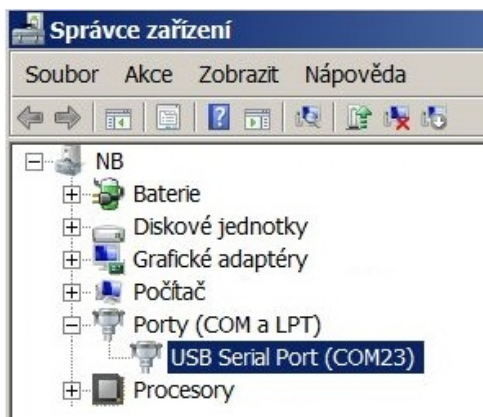 Správce zařízení
Soubor Akce Zobrazit Nápověda
NB
Baterie
Diskové jednotky
Grafické adaptéry
Počítač
Porty (COM a LPT)
USB Serial Port (COM23)
Procesory